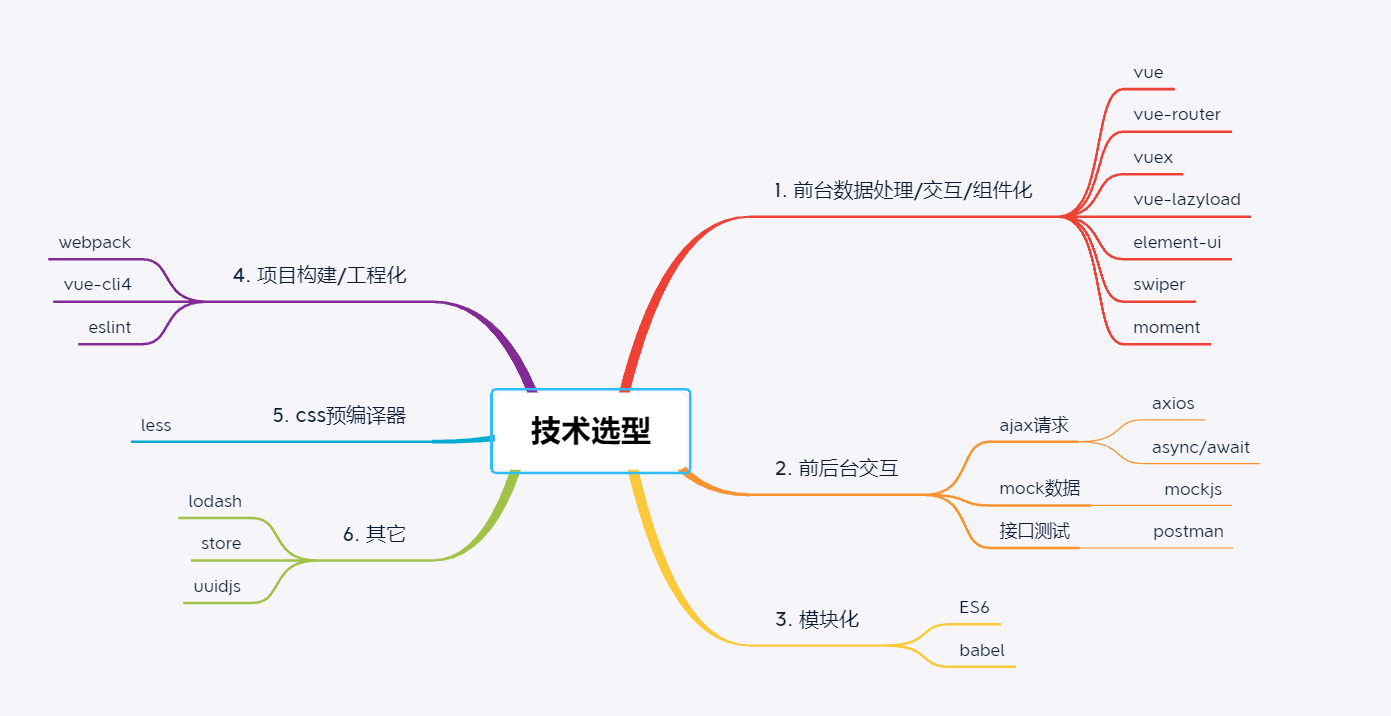 技术选型
1. 前台数据处理/交互/组件化
vue
vue-router
vuex
vue-lazyload
element-ui
swiper
moment
2. 前后台交互
ajax请求
axios
async/await
mock数据
mockjs
接口测试
postman
3. 模块化
ES6
babel
4. 项目构建/工程化
webpack
vue-cli4
eslint
5. css预编译器
less
6. 其它
lodash
store
uuidjs